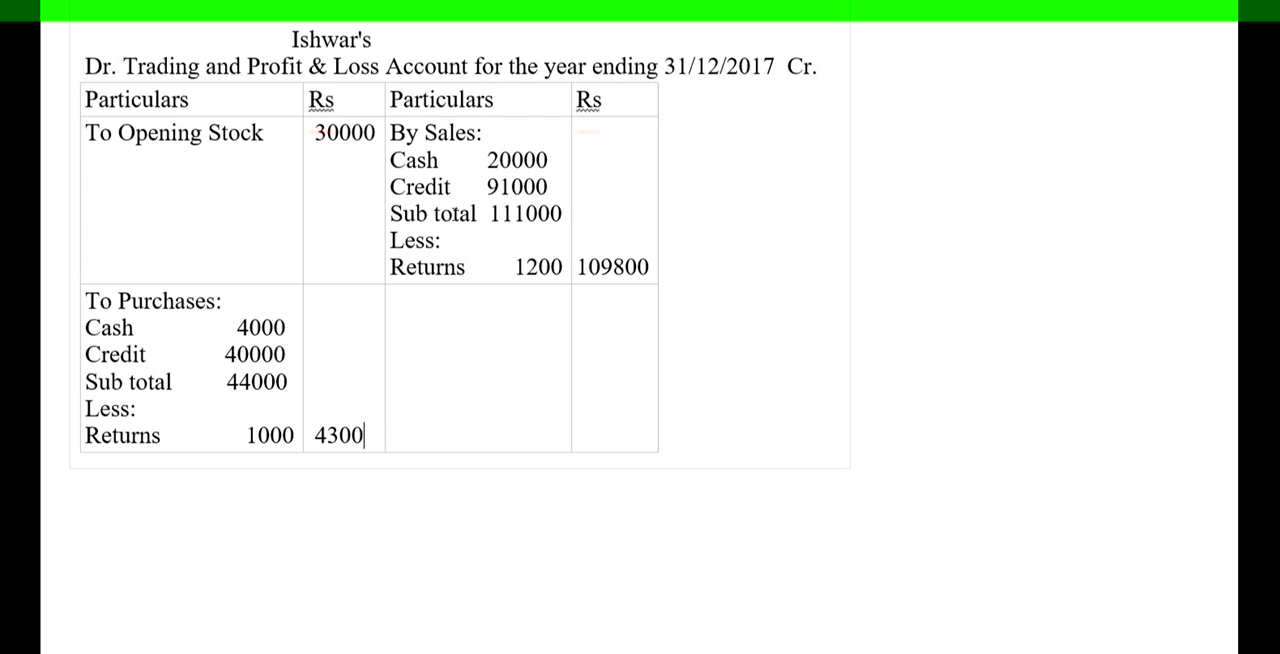 Ishwar's
Dr. Trading and Profit & Loss Account for the year ending 31/12/2017 Cr.
Particulars Rs Particulars Rs
To Opening Stock 30000 By Sales:
Cash 20000
Credit 91000
Sub total 111000
Less:
Returns 1200 109800
To Purchases:
Cash 4000
Credit 40000
Sub total 44000
Less:
Returns 1000 4300